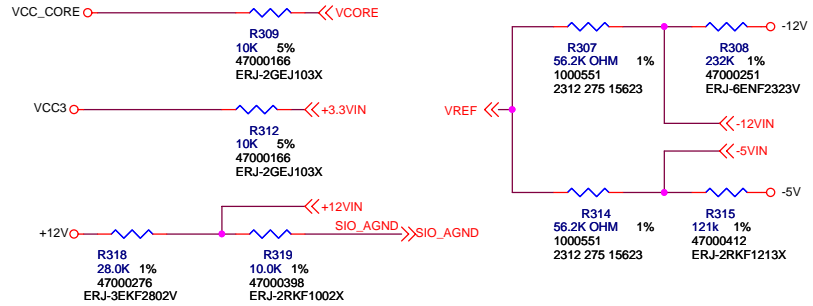 VCC_CORE
VCORE
R309
10K 5%
47000166
ERJ-2GEJ103X
VCC3
+3.3VIN
R312
10K 5%
47000166
ERJ-2GEJ103X
+12VIN
+12V
SIO_AGND
SIO_AGND
R318
28.0K 1%
47000276
ERJ-3EKF2802V
R319
10.0K 1%
47000398
ERJ-2RKF1002X
-12V
R307
56.2K OHM 1%
1000551
2312 275 15623
R308
232K 1%
47000251
ERJ-6ENF2323V
VREF
-12VIN
-5VIN
-5V
R314
56.2K OHM 1%
1000551
2312 275 15623
R315
121k 1%
47000412
ERJ-2RKF1213X